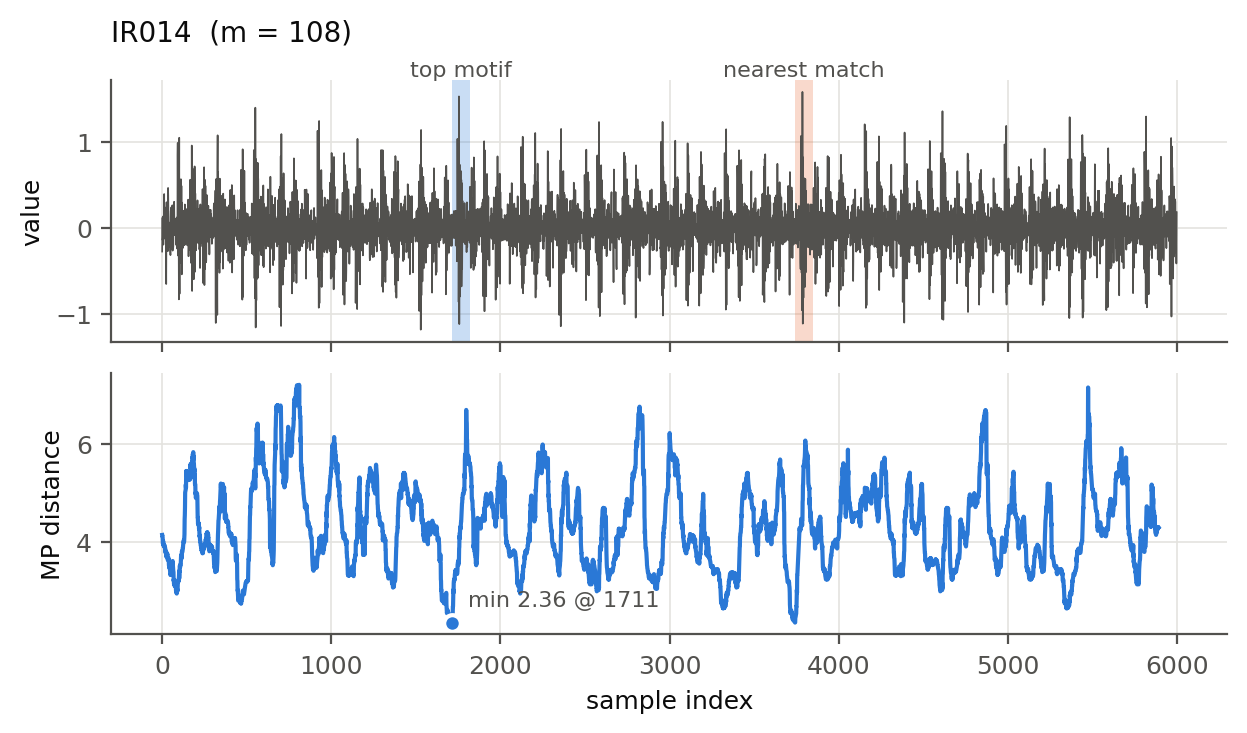 IR014  (m = 108)
top motif
nearest match
value
1
0
−1
MP distance
6
4
min 2.36 @ 1711
0
1000
2000
3000
4000
5000
6000
sample index